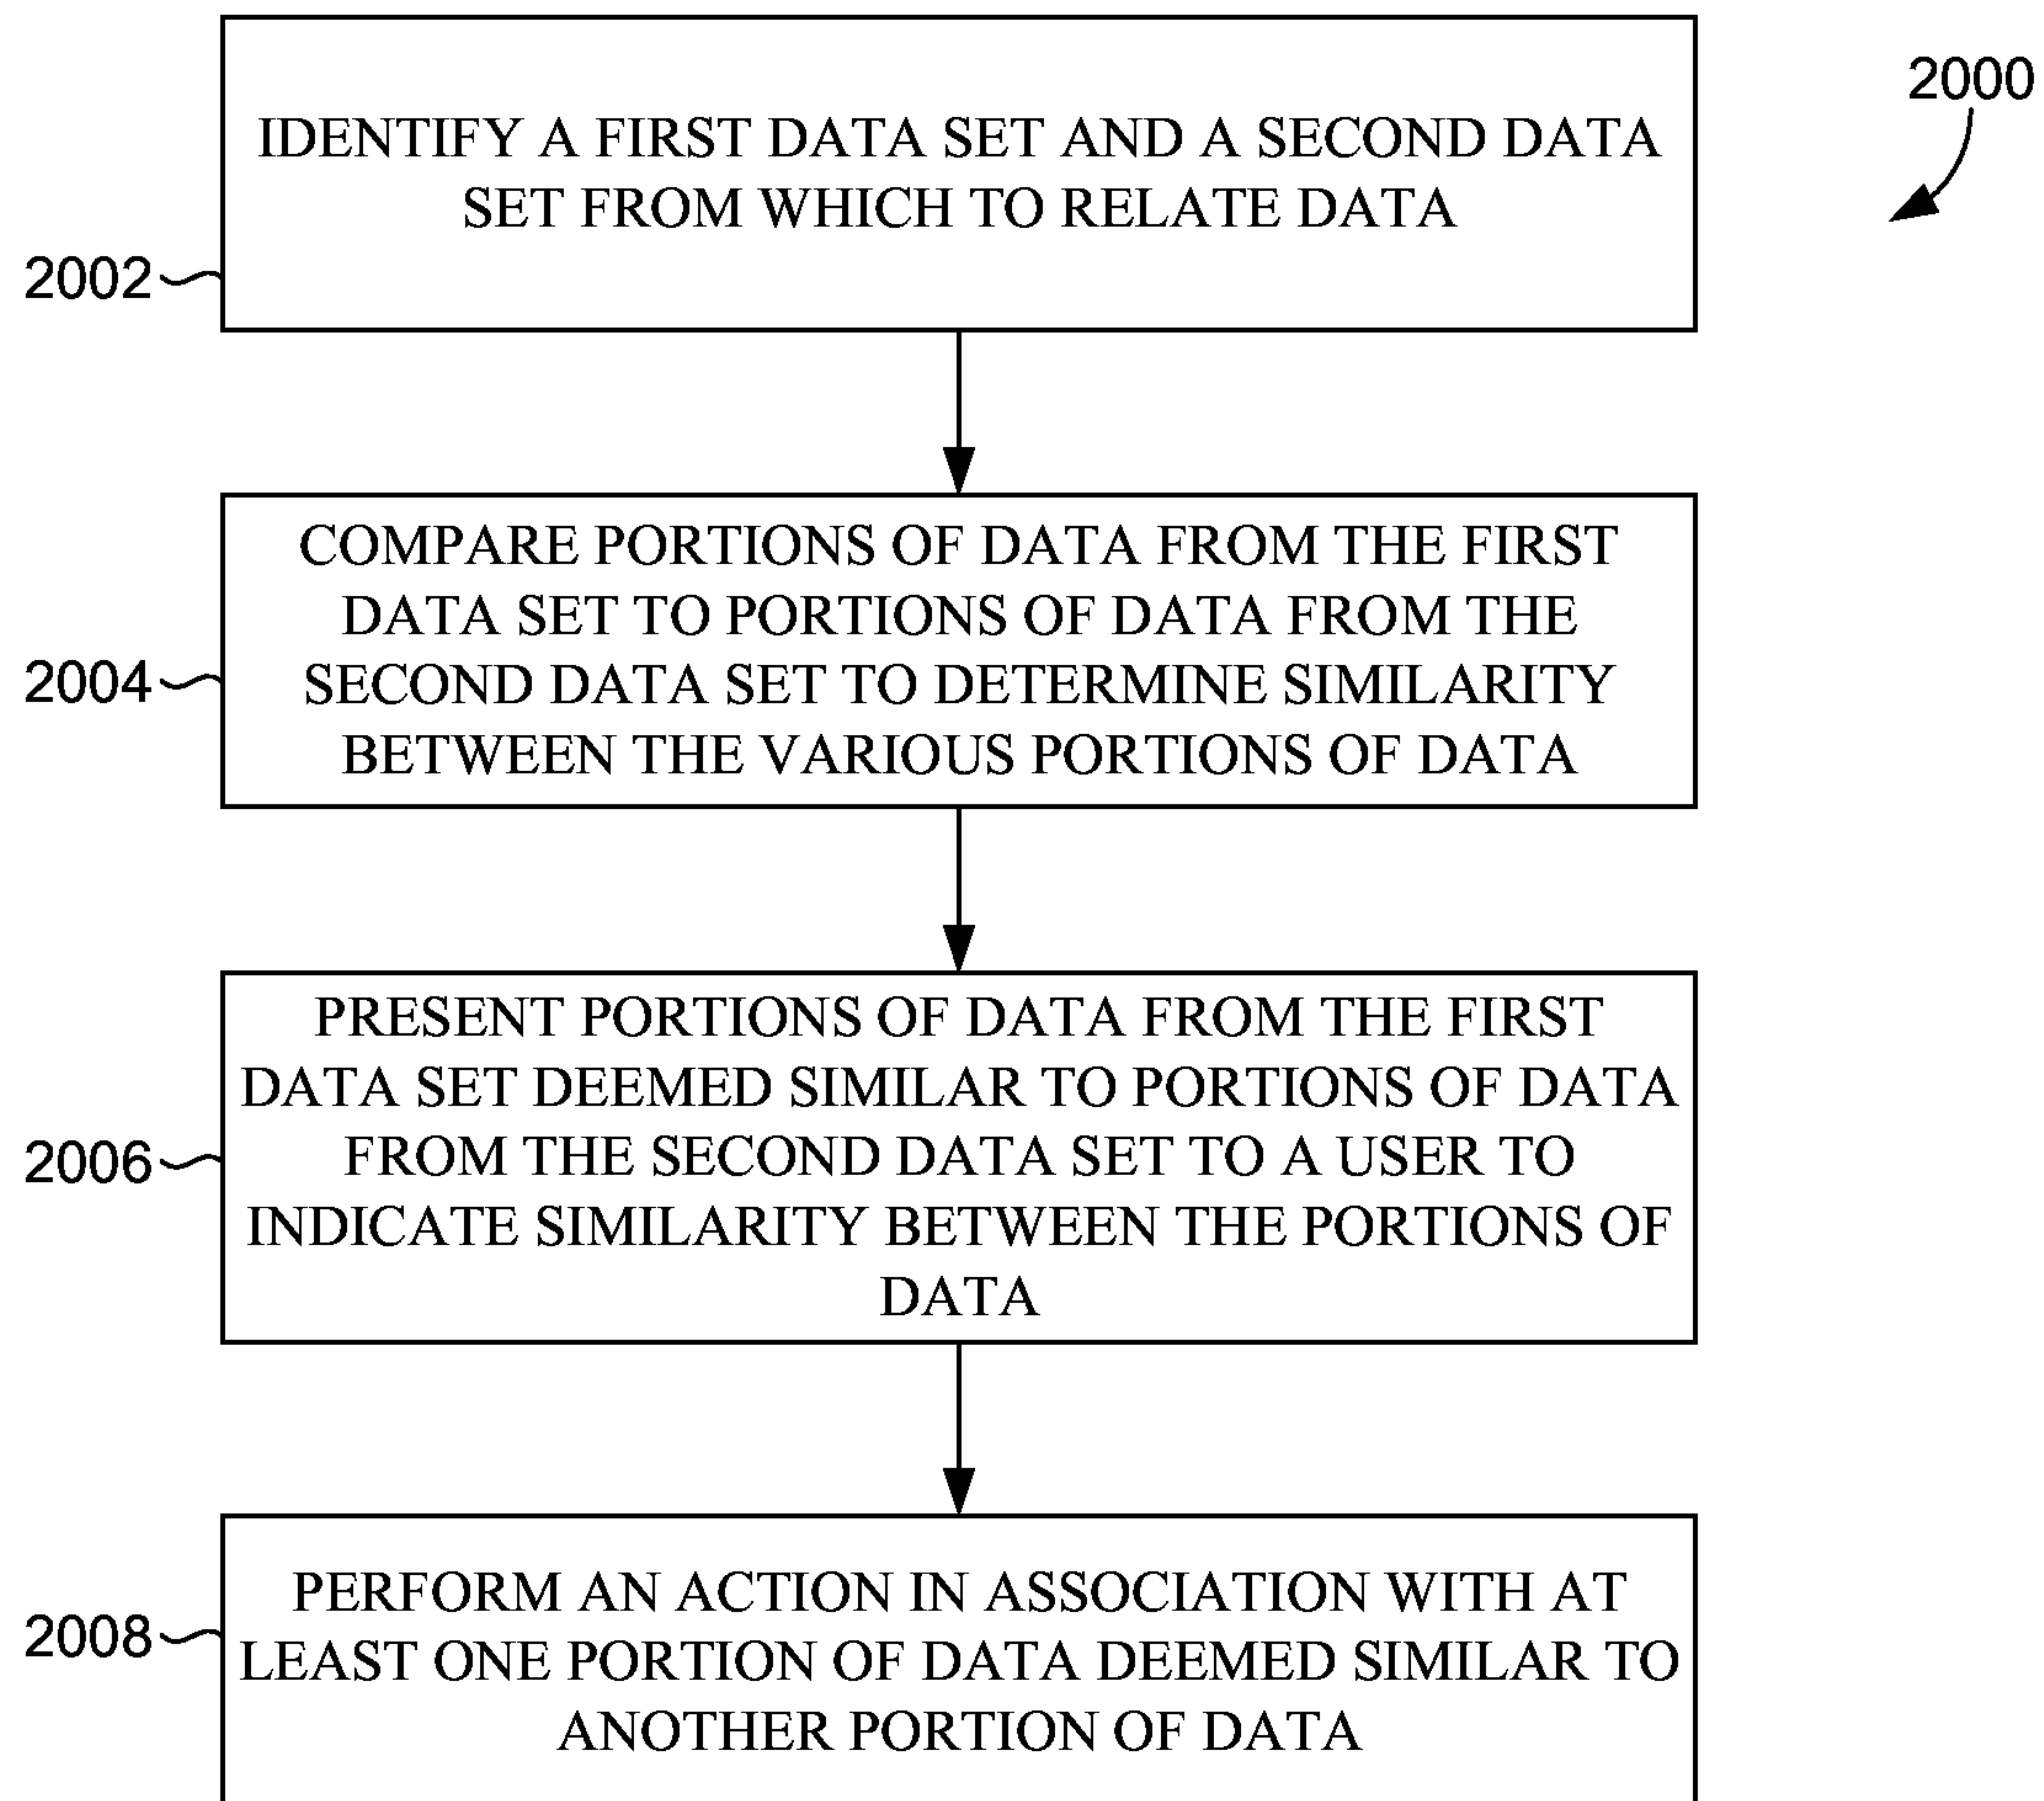 2000
IDENTIFY A FIRST DATA SET AND A SECOND DATA
SET FROM WHICH TO RELATE DATA
2002
COMPARE PORTIONS OF DATA FROM THE FIRST
DATA SET TO PORTIONS OF DATA FROM THE
SECOND DATA SET TO DETERMINE SIMILARITY
BETWEEN THE VARIOUS PORTIONS OF DATA
2004
PRESENT PORTIONS OF DATA FROM THE FIRST
DATA SET DEEMED SIMILAR TO PORTIONS OF DATA
FROM THE SECOND DATA SET TO A USER TO
INDICATE SIMILARITY BETWEEN THE PORTIONS OF
DATA
2006
PERFORM AN ACTION IN ASSOCIATION WITH AT
LEAST ONE PORTION OF DATA DEEMED SIMILAR TO
ANOTHER PORTION OF DATA
2008